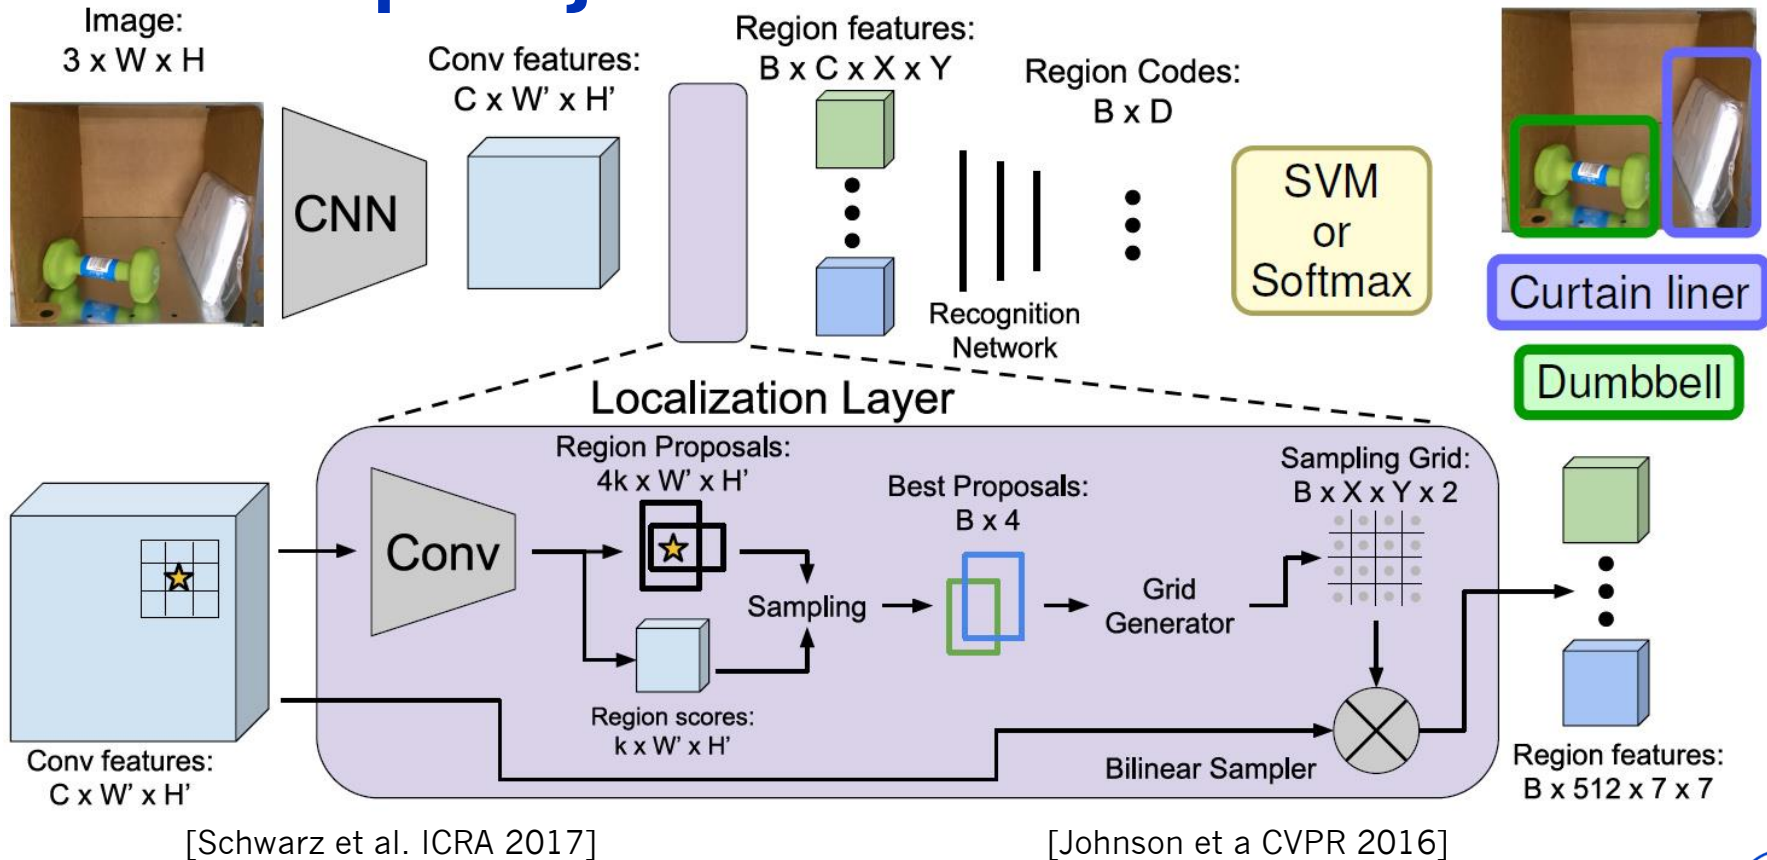 Image:
3 x W x H
Conv features:
C x W' x H'
Region features:
B x C x X x Y
Region Codes:
B x D
CNN
SVM
or
Softmax
Recognition
Network
Curtain liner
Dumbbell
Localization Layer
Region Proposals:
4k x W' x H'
Best Proposals:
B x 4
Sampling Grid:
B x X x Y x 2
Conv
Sampling
Grid
Generator
Region scores:
k x W' x H'
Bilinear Sampler
Conv features:
C x W' x H'
Region features:
B x 512 x 7 x 7
[Schwarz et al. ICRA 2017]
[Johnson et a CVPR 2016]